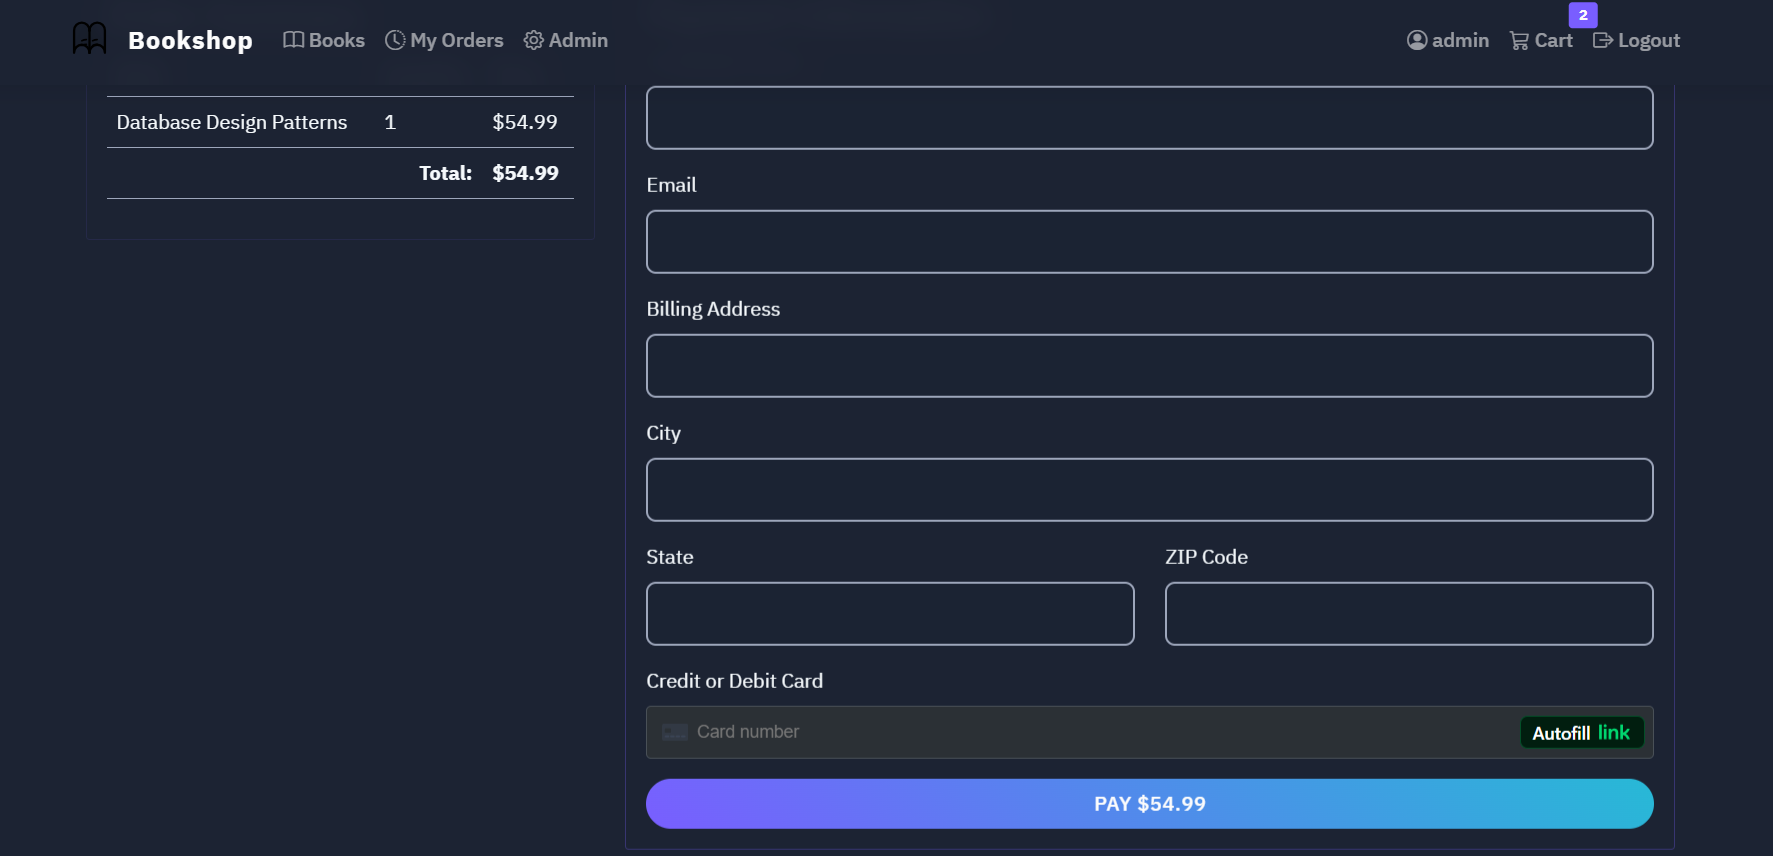 Bookshop Books My Orders Admin admin Cart 2 Logout
Database Design Patterns 1 $54.99
Total: $54.99
Email
Billing Address
City
State ZIP Code
Credit or Debit Card
Card number Autofill link
PAY $54.99